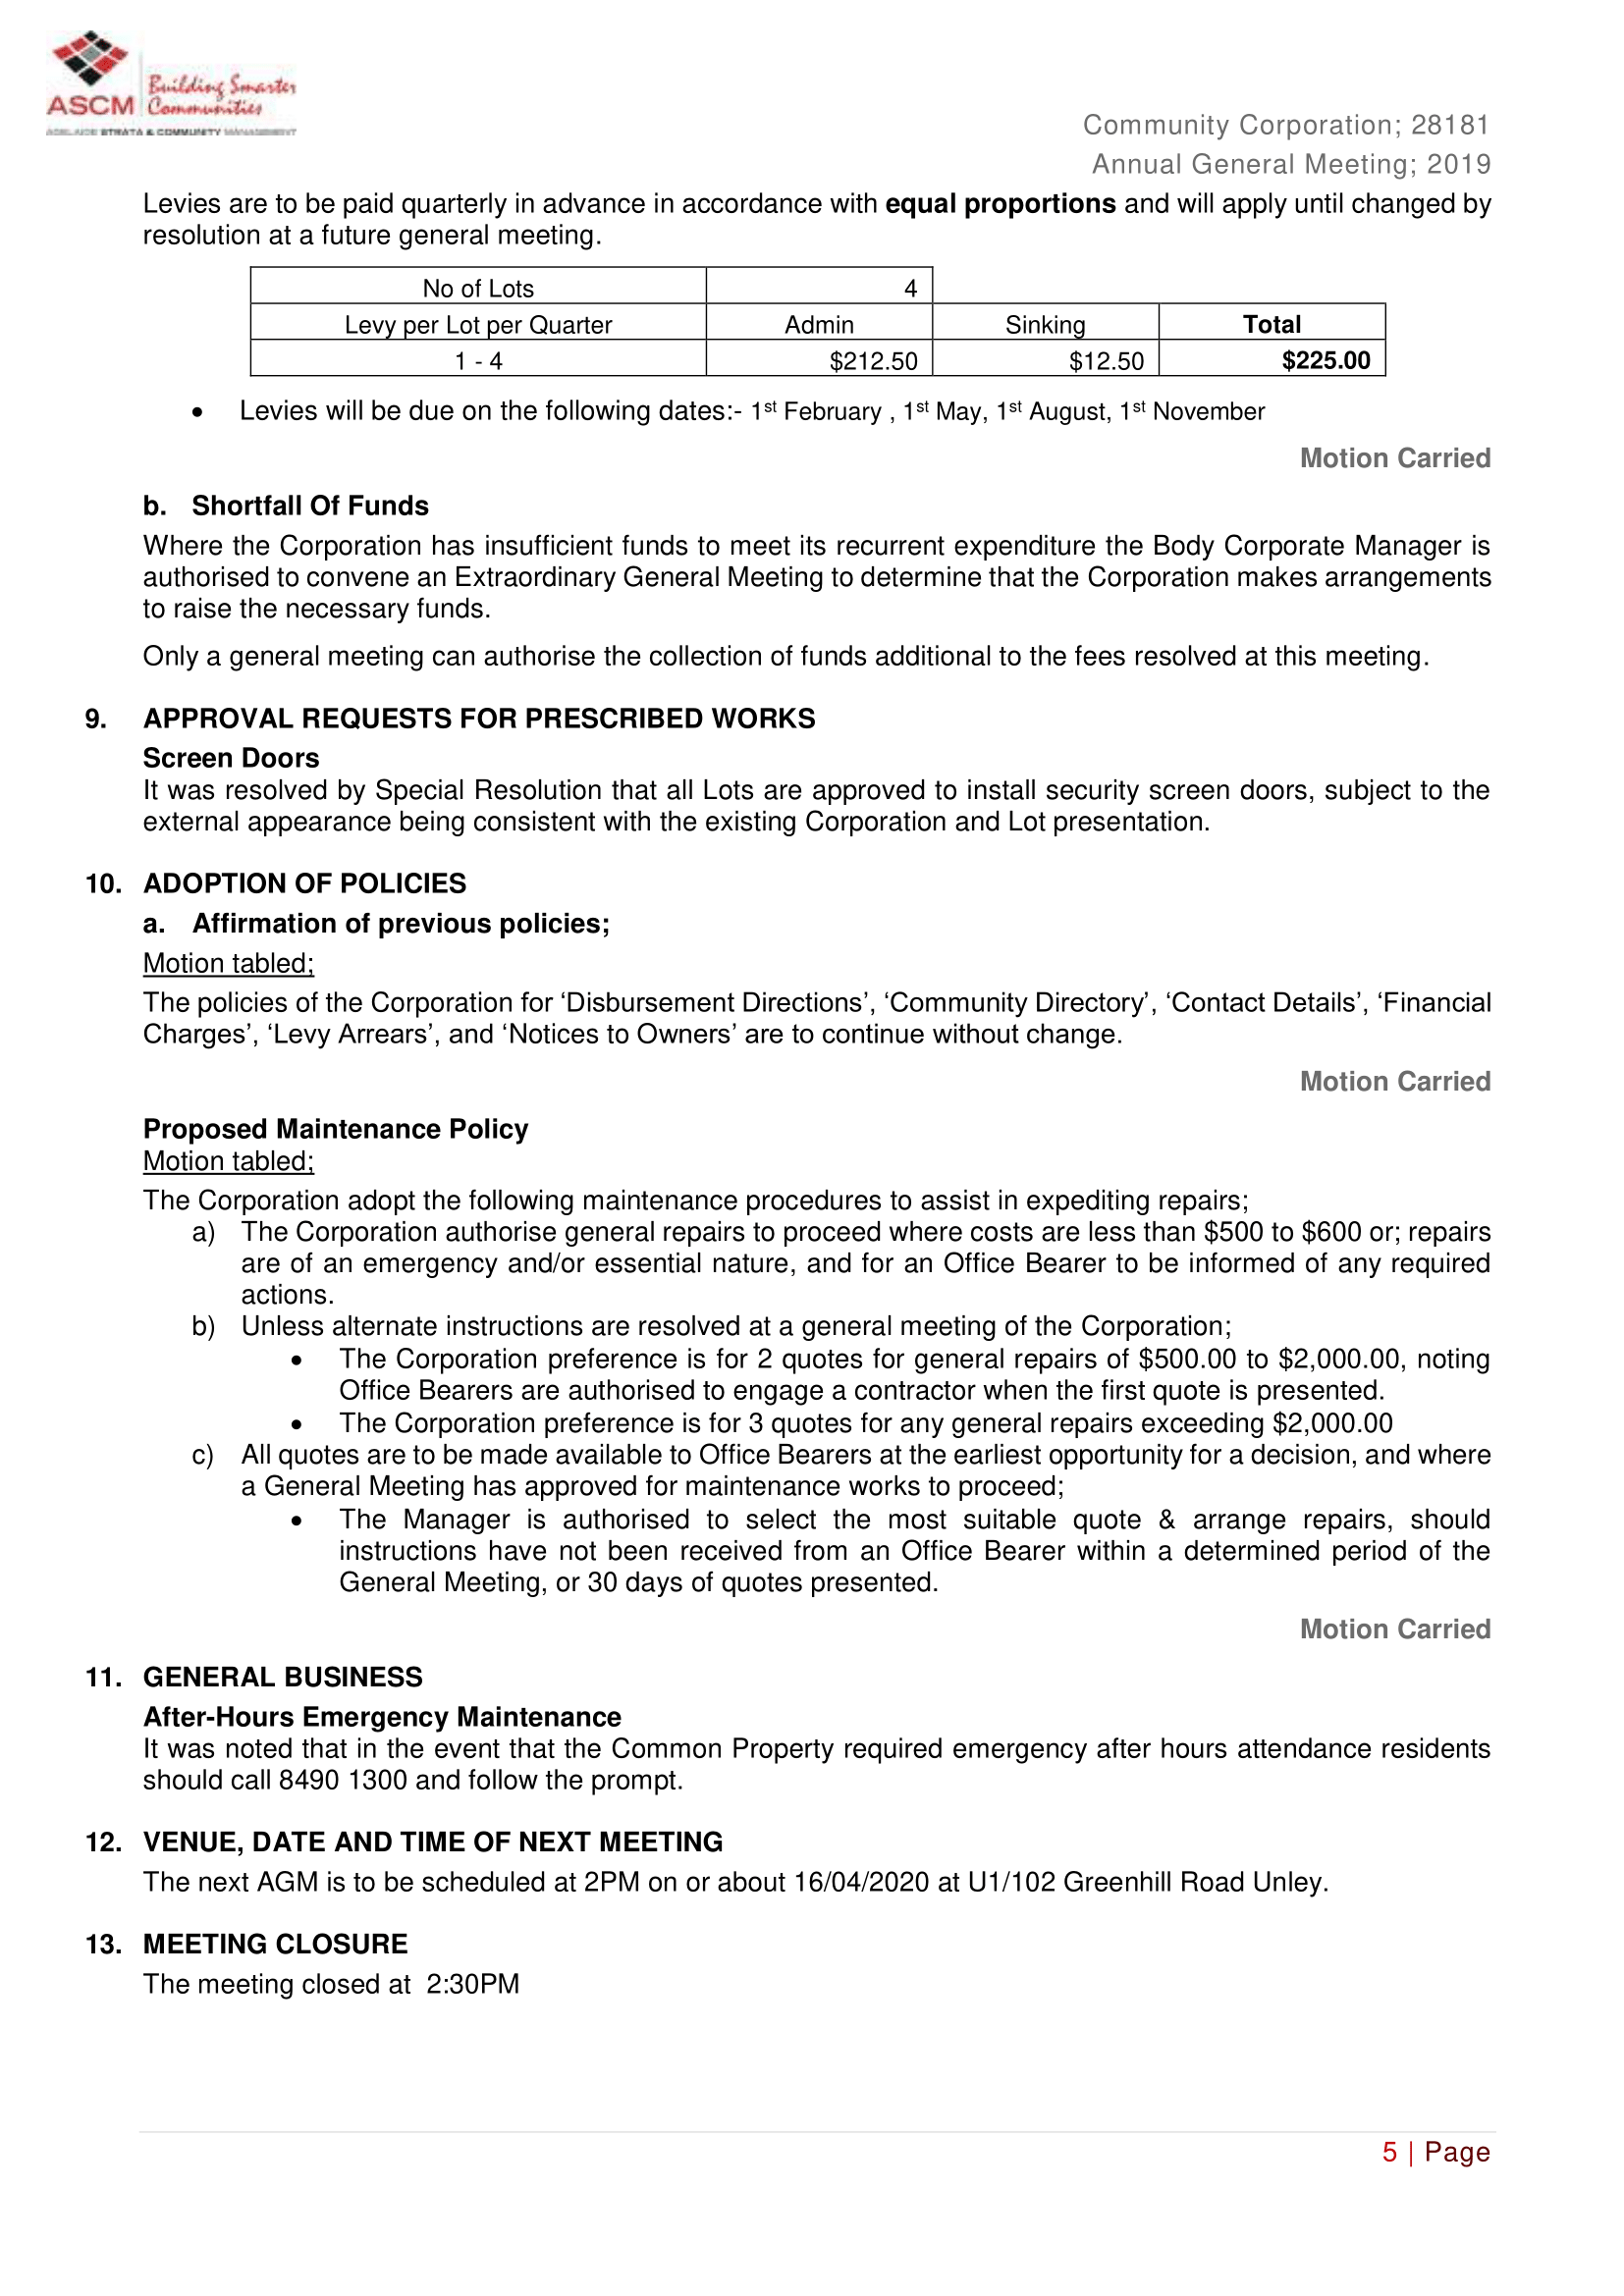 Building Smarter
ASCM Communities
ADELAIDE STRATA & COMMUNITY MANAGEMENT
Community Corporation; 28181
Annual General Meeting; 2019
Levies are to be paid quarterly in advance in accordance with equal proportions and will apply until changed by
resolution at a future general meeting.
No of Lots 4
Levy per Lot per Quarter Admin Sinking Total
1 - 4 $212.50 $12.50 $225.00
• Levies will be due on the following dates:- 1st February , 1st May, 1st August, 1st November
Motion Carried
b. Shortfall Of Funds
Where the Corporation has insufficient funds to meet its recurrent expenditure the Body Corporate Manager is
authorised to convene an Extraordinary General Meeting to determine that the Corporation makes arrangements
to raise the necessary funds.
Only a general meeting can authorise the collection of funds additional to the fees resolved at this meeting.
9. APPROVAL REQUESTS FOR PRESCRIBED WORKS
Screen Doors
It was resolved by Special Resolution that all Lots are approved to install security screen doors, subject to the
external appearance being consistent with the existing Corporation and Lot presentation.
10. ADOPTION OF POLICIES
a. Affirmation of previous policies;
Motion tabled;
The policies of the Corporation for ‘Disbursement Directions’, ‘Community Directory’, ‘Contact Details’, ‘Financial
Charges’, ‘Levy Arrears’, and ‘Notices to Owners’ are to continue without change.
Motion Carried
Proposed Maintenance Policy
Motion tabled;
The Corporation adopt the following maintenance procedures to assist in expediting repairs;
a) The Corporation authorise general repairs to proceed where costs are less than $500 to $600 or; repairs
are of an emergency and/or essential nature, and for an Office Bearer to be informed of any required
actions.
b) Unless alternate instructions are resolved at a general meeting of the Corporation;
• The Corporation preference is for 2 quotes for general repairs of $500.00 to $2,000.00, noting
Office Bearers are authorised to engage a contractor when the first quote is presented.
• The Corporation preference is for 3 quotes for any general repairs exceeding $2,000.00
c) All quotes are to be made available to Office Bearers at the earliest opportunity for a decision, and where
a General Meeting has approved for maintenance works to proceed;
• The Manager is authorised to select the most suitable quote & arrange repairs, should
instructions have not been received from an Office Bearer within a determined period of the
General Meeting, or 30 days of quotes presented.
Motion Carried
11. GENERAL BUSINESS
After-Hours Emergency Maintenance
It was noted that in the event that the Common Property required emergency after hours attendance residents
should call 8490 1300 and follow the prompt.
12. VENUE, DATE AND TIME OF NEXT MEETING
The next AGM is to be scheduled at 2PM on or about 16/04/2020 at U1/102 Greenhill Road Unley.
13. MEETING CLOSURE
The meeting closed at 2:30PM
5 | Page